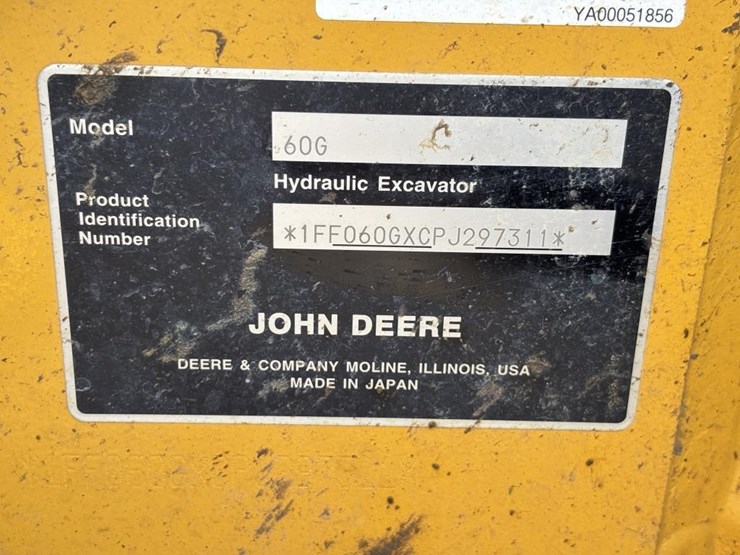 YA00051856
Model
60G
Hydraulic Excavator
Product
Identification
Number
*1FF060GXCPJ297311*
JOHN DEERE
DEERE & COMPANY MOLINE, ILLINOIS, USA
MADE IN JAPAN